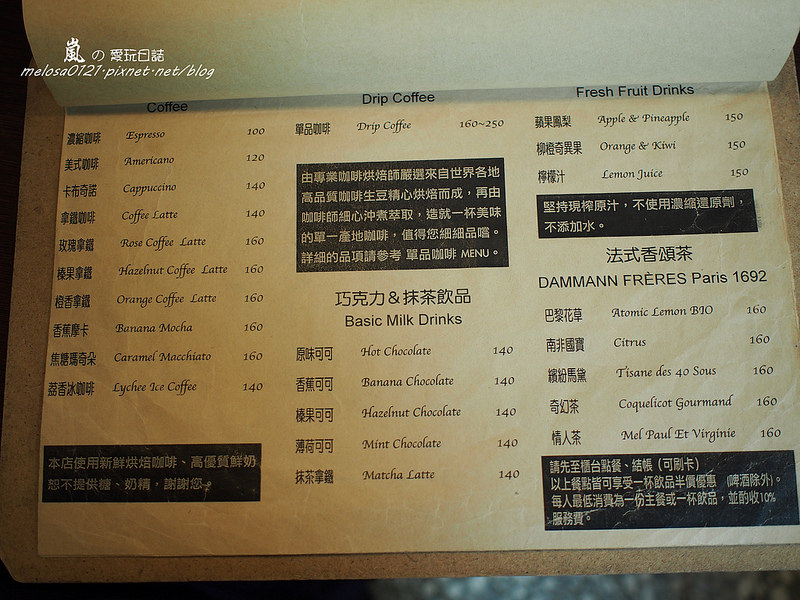 嵐の愛玩日誌
melosa0121.pixnet.net/blog
Coffee
濃縮咖啡 Espresso 100
美式咖啡 Americano 120
卡布奇諾 Cappuccino 140
拿鐵咖啡 Coffee Latte 140
玫瑰拿鐵 Rose Coffee Latte 160
榛果拿鐵 Hazelnut Coffee Latte 160
橙香拿鐵 Orange Coffee Latte 160
香蕉摩卡 Banana Mocha 160
焦糖瑪奇朵 Caramel Macchiato 160
荔香冰咖啡 Lychee Ice Coffee 140
本店使用新鮮烘焙咖啡、高優質鮮奶
恕不提供糖、奶精，謝謝您。
Drip Coffee
單品咖啡 Drip Coffee 160~250
由專業咖啡烘焙師嚴選來自世界各地
高品質咖啡生豆精心烘焙而成，再由
咖啡師細心沖煮萃取，造就一杯美味
的單一產地咖啡，值得您細細品嚐。
詳細的品項請參考 單品咖啡 MENU。
巧克力&抹茶飲品
Basic Milk Drinks
原味可可 Hot Chocolate 140
香蕉可可 Banana Chocolate 140
榛果可可 Hazelnut Chocolate 140
薄荷可可 Mint Chocolate 140
抹茶拿鐵 Matcha Latte 140
Fresh Fruit Drinks
蘋果鳳梨 Apple & Pineapple 150
柳橙奇異果 Orange & Kiwi 150
檸檬汁 Lemon Juice 150
堅持現榨原汁，不使用濃縮還原劑，
不添加水。
法式香頌茶
DAMMANN FRÈRES Paris 1692
巴黎花草 Atomic Lemon BIO 160
南非國寶 Citrus 160
繽紛馬黛 Tisane des 40 Sous 160
奇幻茶 Coquelicot Gourmand 160
情人茶 Mel Paul Et Virginie 160
請先至櫃台點餐、結帳（可刷卡）
以上餐點皆可享受一杯飲品半價優惠 （啤酒除外）。
每人最低消費為一份主餐或一杯飲品，並酌收10%
服務費。